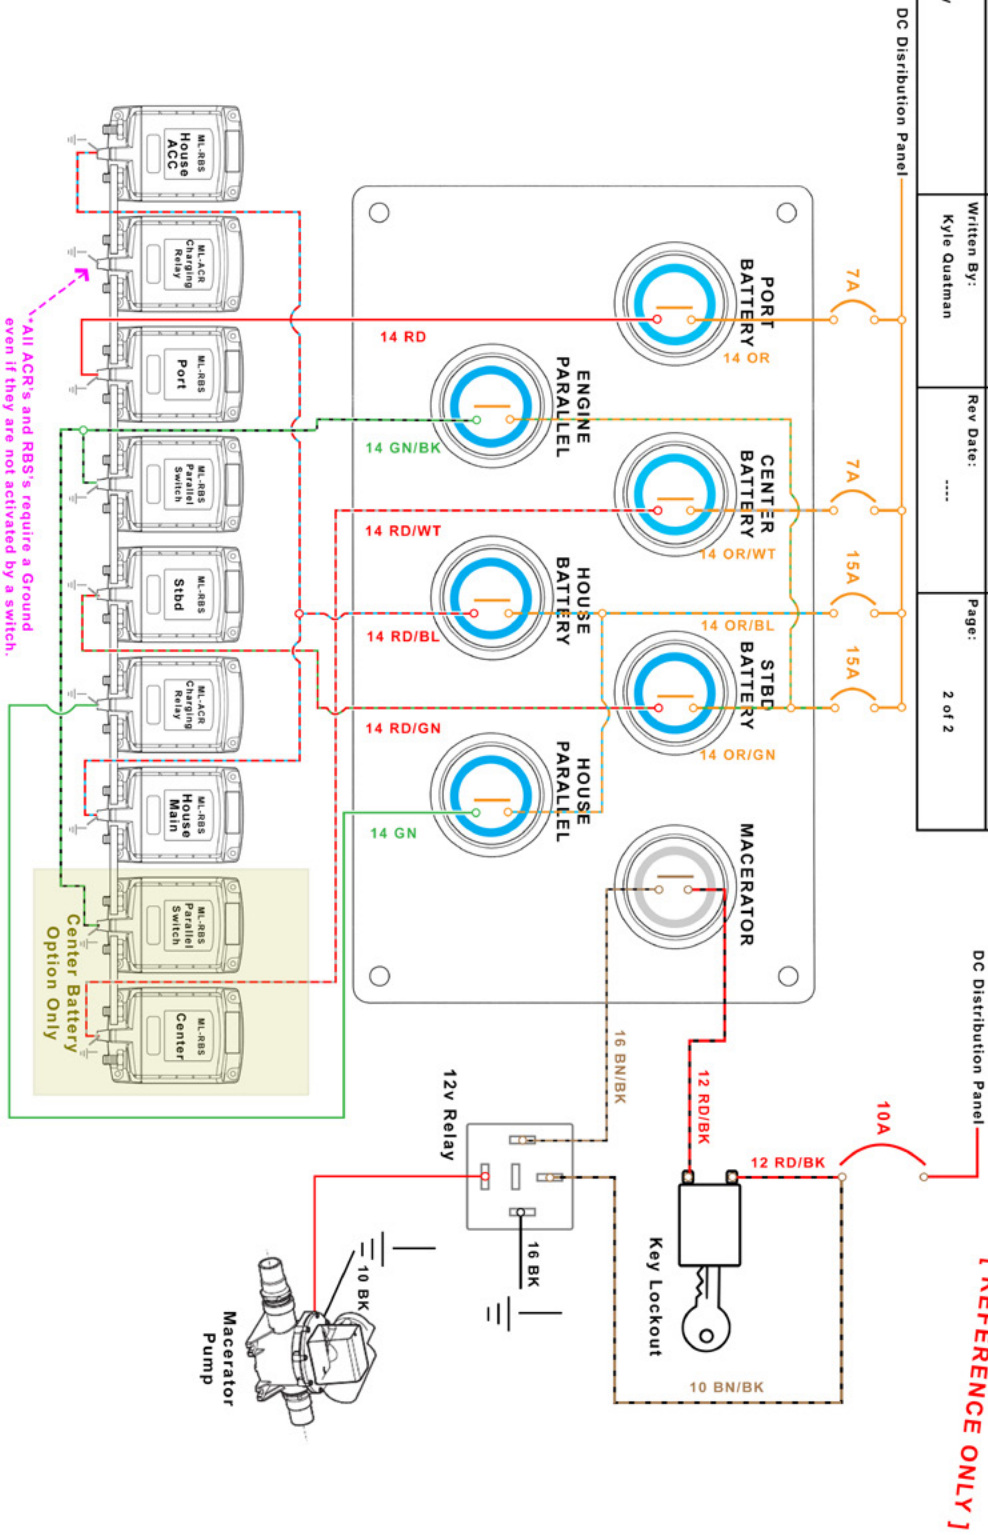 Written By:
Kyle Quatman
Rev Date:
----
Page:
2 of 2
[ REFERENCE ONLY ]
DC Disribution Panel
DC Distribution Panel
7A
7A
15A
15A
10A
PORT
BATTERY
14 OR
CENTER
BATTERY
14 OR/WT
14 OR/BL
STBD
BATTERY
14 OR/GN
MACERATOR
ENGINE
PARALLEL
HOUSE
BATTERY
HOUSE
PARALLEL
14 RD
14 GN/BK
14 RD/WT
14 RD/BL
14 RD/GN
14 GN
12 RD/BK
12 RD/BK
16 BN/BK
10 BN/BK
Key Lockout
12v Relay
16 BK
10 BK
Macerator
Pump
ML-RBS
House
ACC
ML-ACR
Charging
Relay
ML-RBS
Port
ML-RBS
Parallel
Switch
ML-RBS
Stbd
ML-ACR
Charging
Relay
ML-RBS
House
Main
ML-RBS
Parallel
Switch
ML-RBS
Center
Center Battery
Option Only
*All ACR's and RBS's require a Ground
even if they are not activated by a switch.